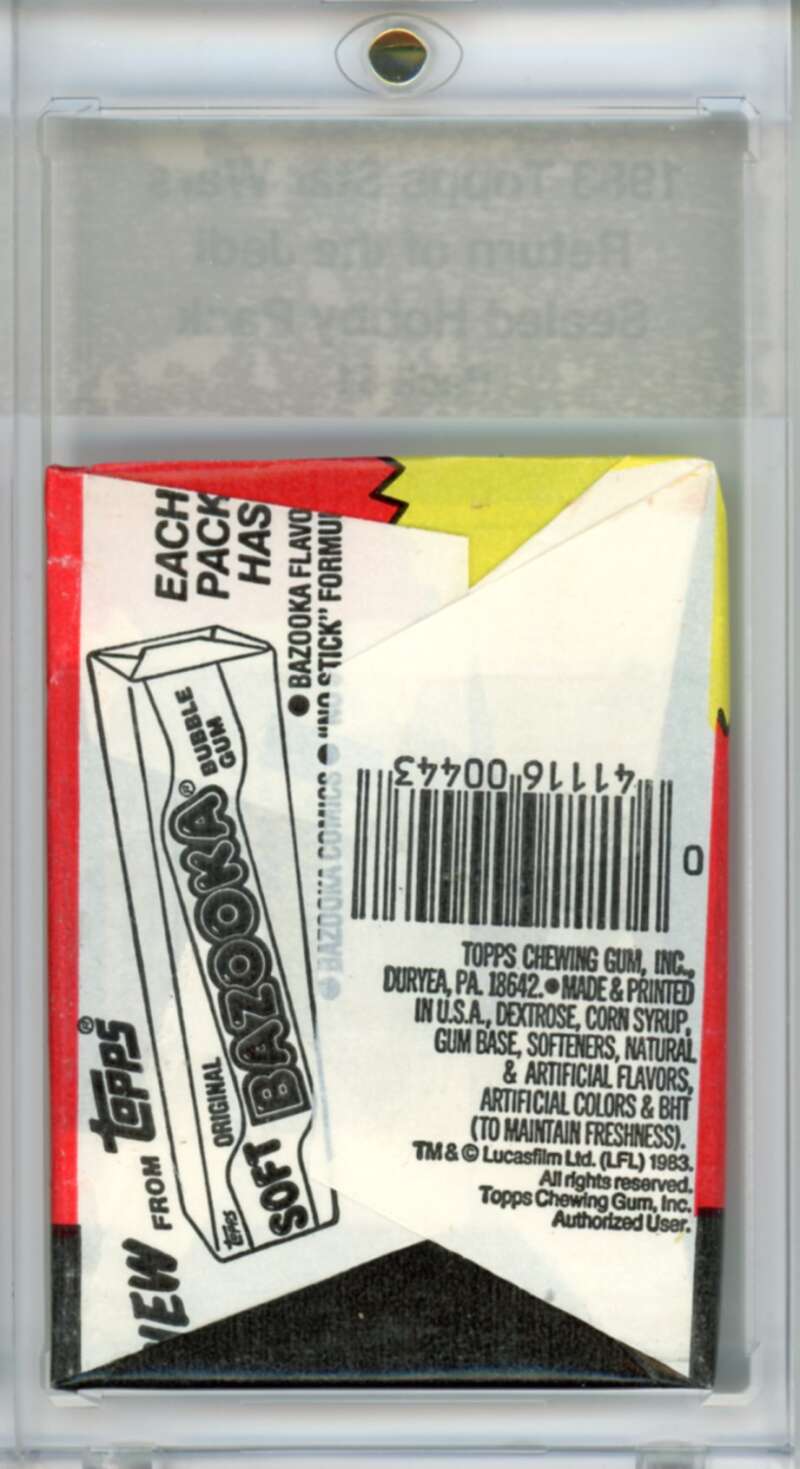 1983 Topps Star Wars
Return of the Jedi
Sealed Hobby Pack
EACH
PACK
HAS
● BAZOOKA FLAVO
● "NO STICK" FORMU
● BAZOOKA COMICS
NEW FROM TOPPS®
TOPPS
ORIGINAL
SOFT BAZOOKA®
BUBBLE
GUM
41116 00443
0
TOPPS CHEWING GUM, INC.,
DURYEA, PA. 18642. ● MADE & PRINTED
IN U.S.A., DEXTROSE, CORN SYRUP,
GUM BASE, SOFTENERS, NATURAL
& ARTIFICIAL FLAVORS,
ARTIFICIAL COLORS & BHT
(TO MAINTAIN FRESHNESS).
TM & © Lucasfilm Ltd. (LFL) 1983.
All rights reserved.
Topps Chewing Gum, Inc.
Authorized User.